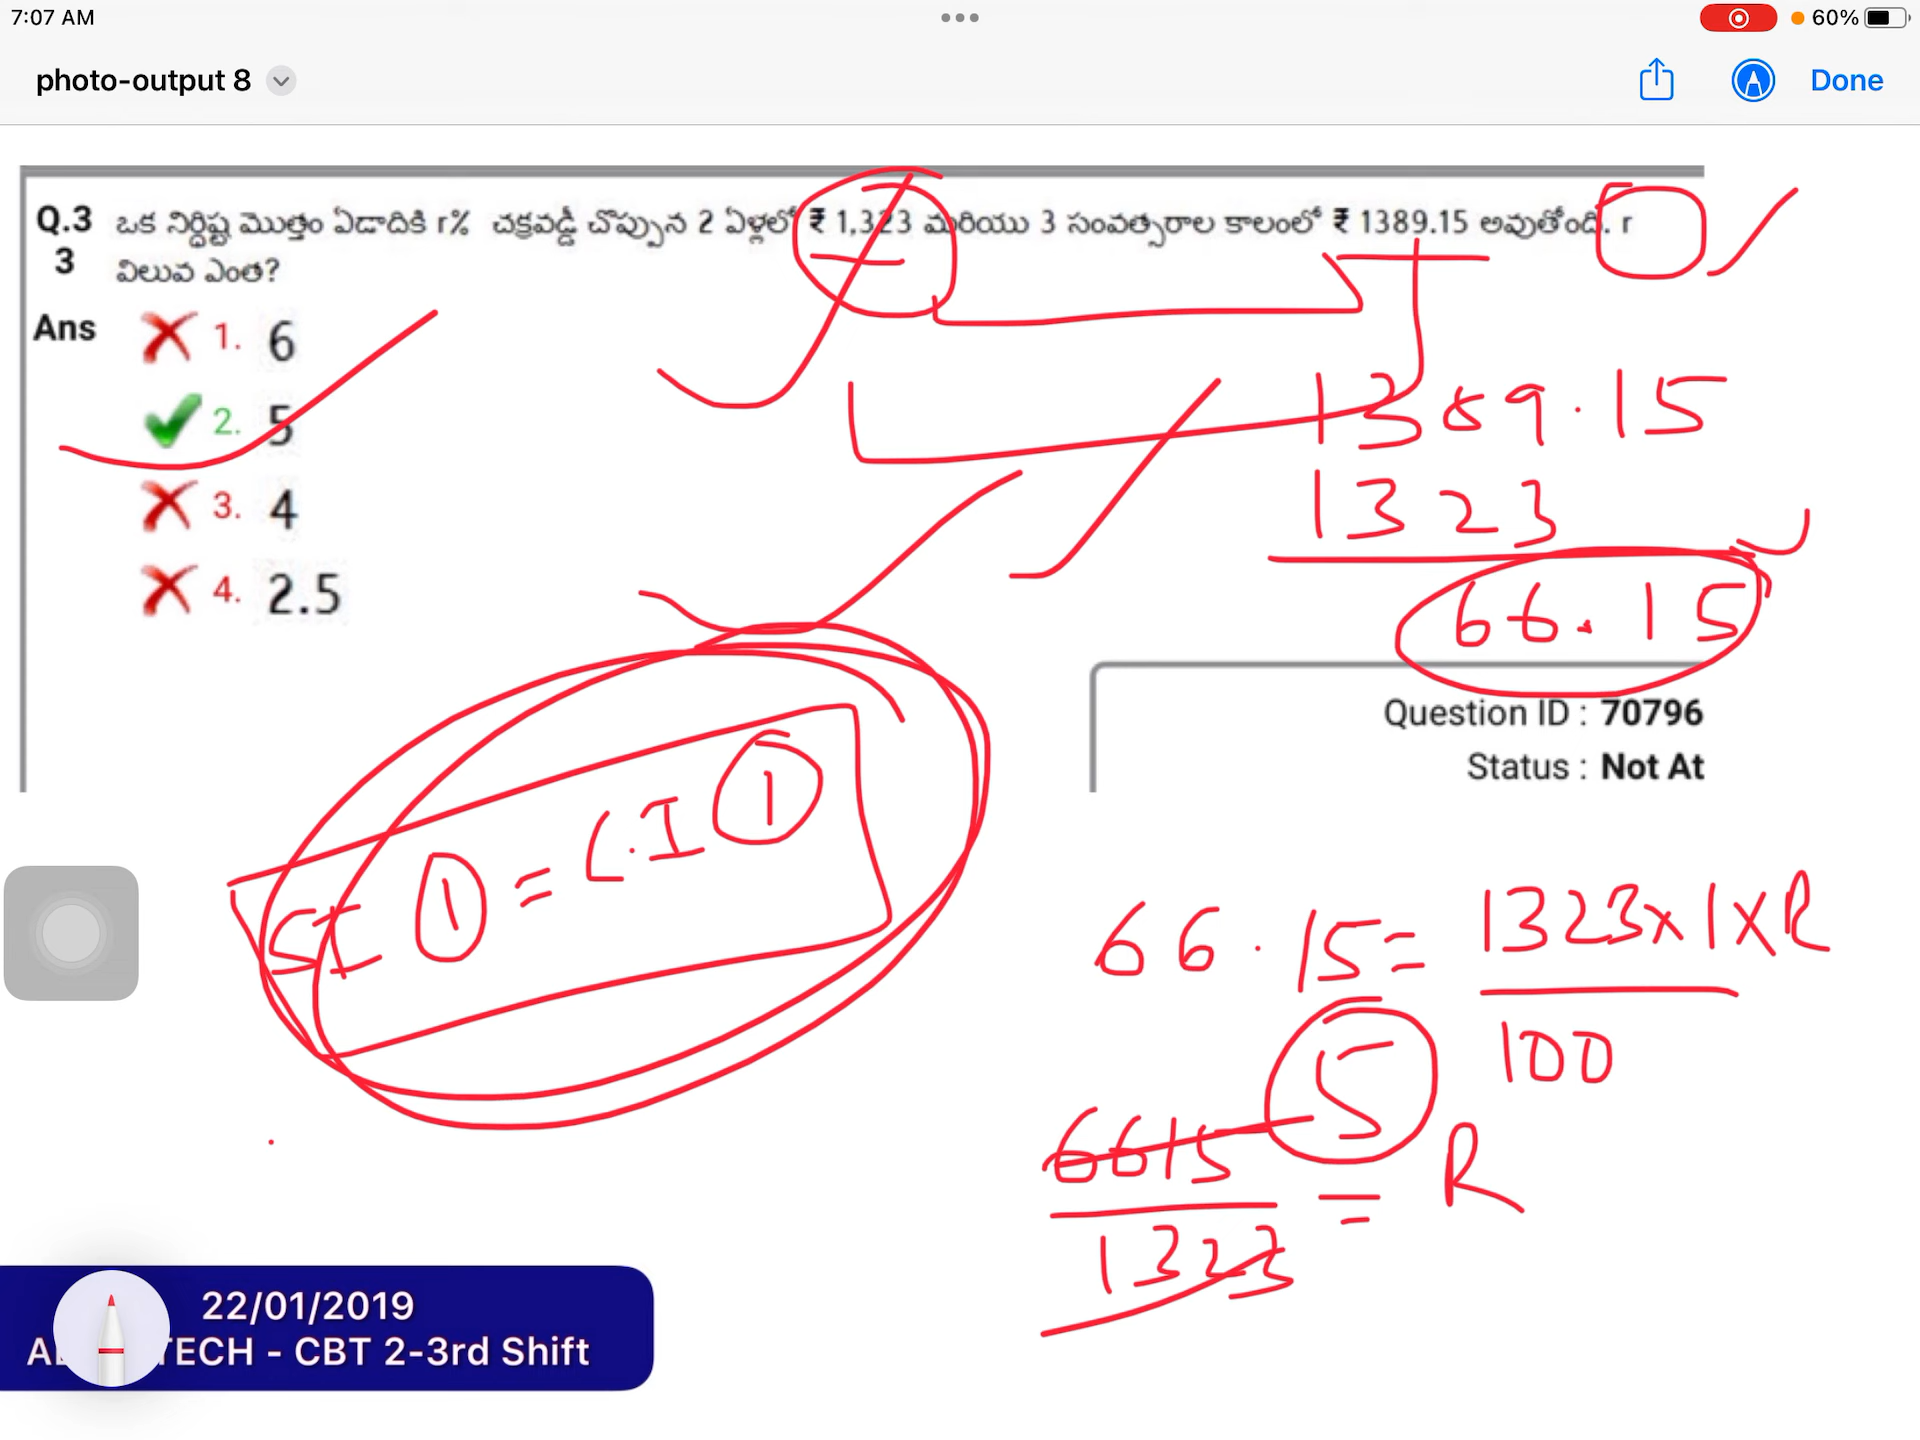 7:07 AM
60%
photo-output 8
Done
Q.3 ఒక నిర్ధిష్ట మొత్తం ఏడాదికి r% చక్రవడ్డీ చొప్పున 2 ఏళ్లలో ₹ 1,323 మరియు 3 సంవత్సరాల కాలంలో ₹ 1389.15 అవుతోంది. r
3 విలువ ఎంత?
Ans
1. 6
2. 5
3. 4
4. 2.5
1389.15
1323
66.15
Question ID : 70796
Status : Not At
SI 1 = C.I 1
66.15 = 1323x1xR
100
6615 5
= R
1323
22/01/2019
TECH - CBT 2-3rd Shift